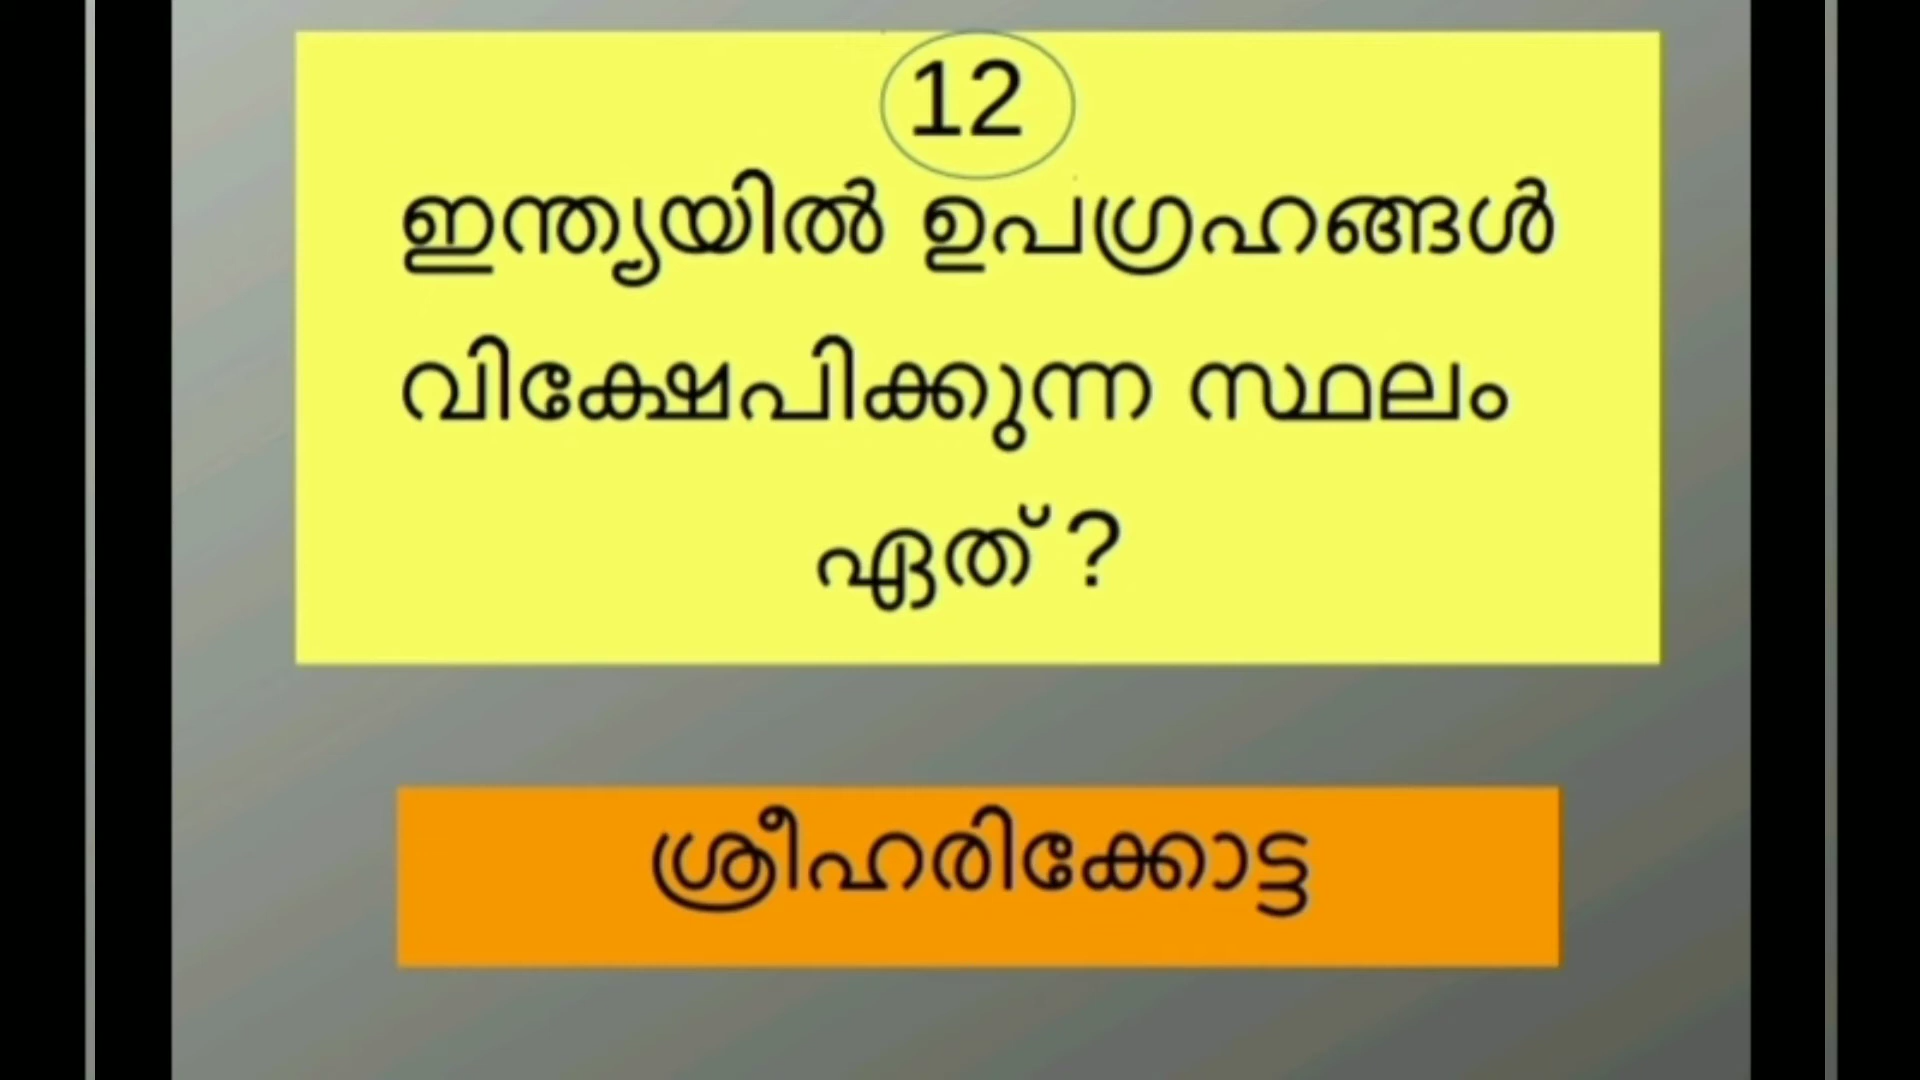 12
ഇന്ത്യയിൽ ഉപഗ്രഹങ്ങൾ
വിക്ഷേപിക്കുന്ന സ്ഥലം
ഏത് ?
ശ്രീഹരിക്കോട്ട